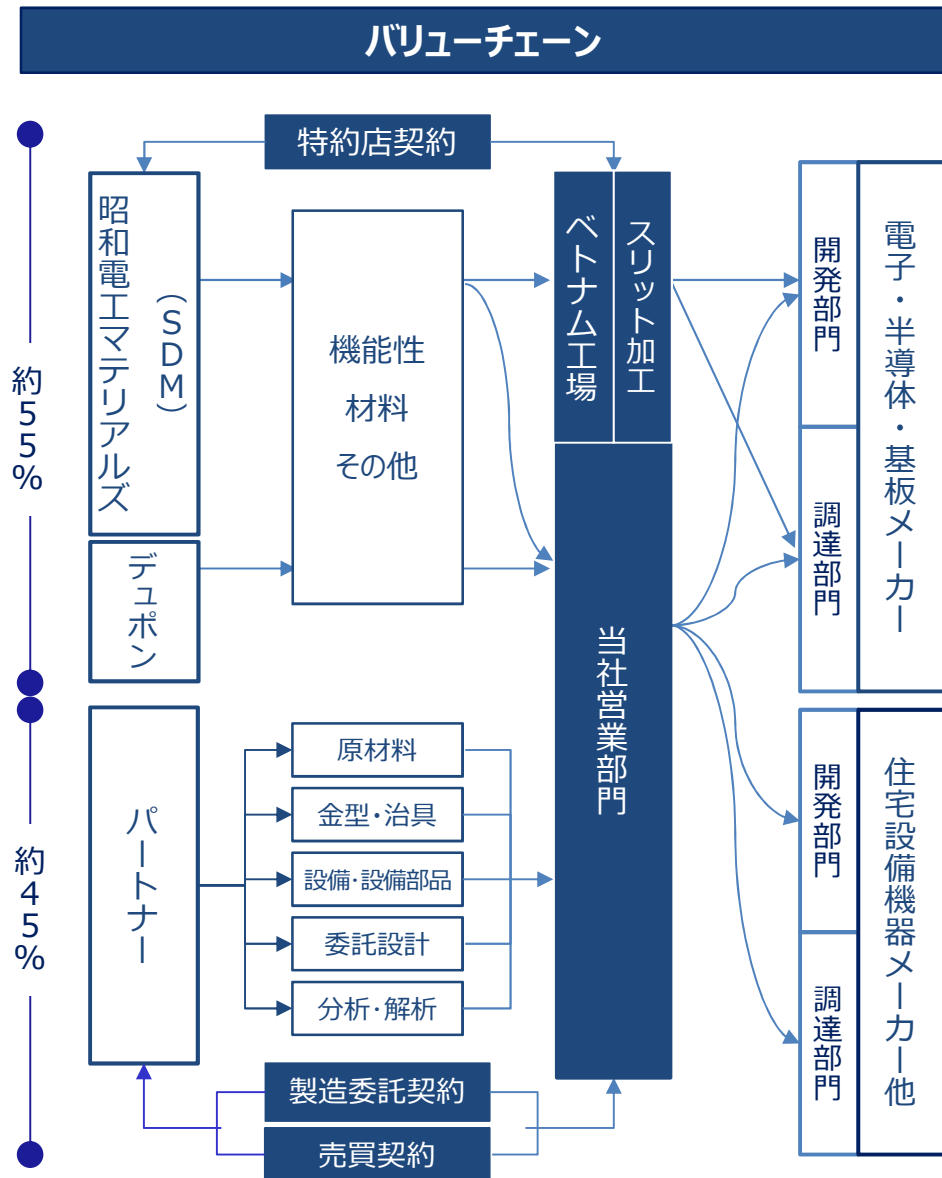 バリューチェーン
特約店契約
約55%
昭和電工マテリアルズ
(SDM)
デュポン
機能性
材料
その他
ベトナム工場
スリット加工
当社営業部門
開発部門
調達部門
電子・半導体・基板メーカー
約45%
パートナー
原材料
金型・治具
設備・設備部品
委託設計
分析・解析
開発部門
調達部門
住宅設備機器メーカー他
製造委託契約
売買契約